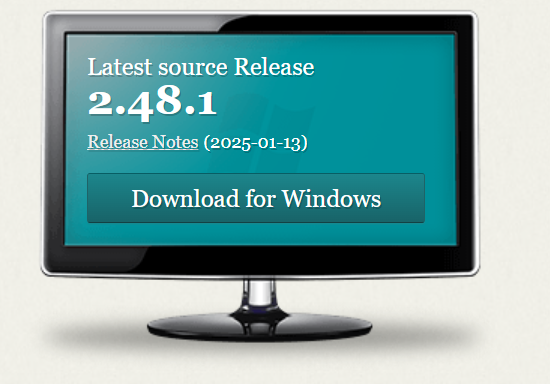 Latest source Release
2.48.1
Release Notes (2025-01-13)
Download for Windows